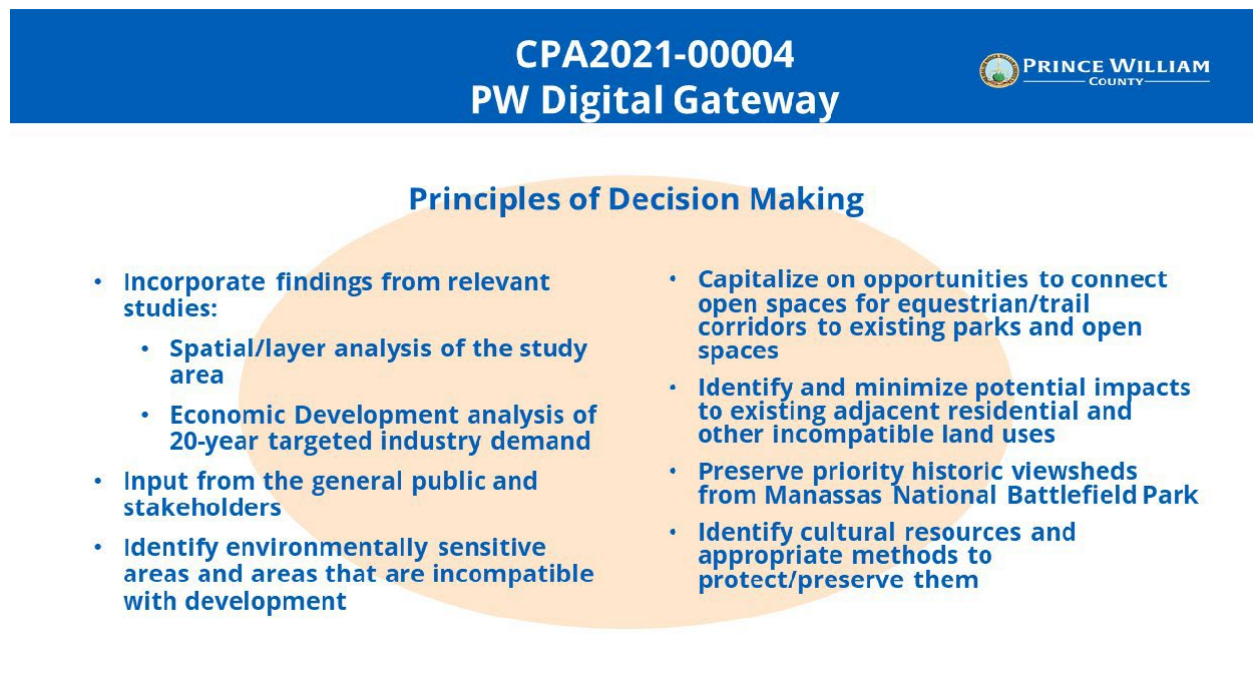 CPA2021-00004
PW Digital Gateway
PRINCE WILLIAM
COUNTY
Principles of Decision Making
• Incorporate findings from relevant
studies:
• Spatial/layer analysis of the study
area
• Economic Development analysis of
20-year targeted industry demand
• Input from the general public and
stakeholders
• Identify environmentally sensitive
areas and areas that are incompatible
with development
• Capitalize on opportunities to connect
open spaces for equestrian/trail
corridors to existing parks and open
spaces
• Identify and minimize potential impacts
to existing adjacent residential and
other incompatible land uses
• Preserve priority historic viewsheds
from Manassas National Battlefield Park
• Identify cultural resources and
appropriate methods to
protect/preserve them